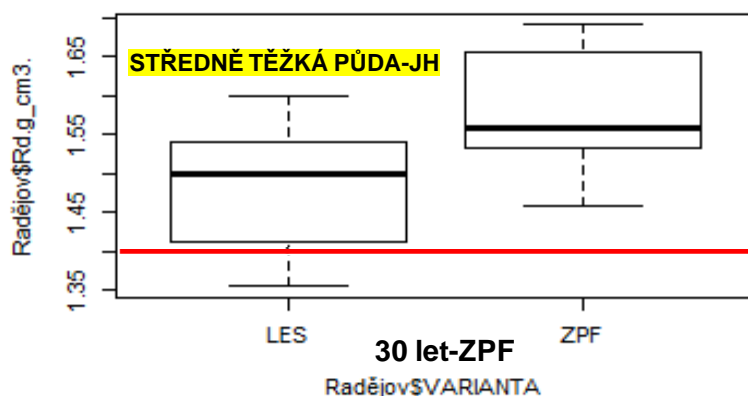 STŘEDNĚ TĚŽKÁ PŮDA-JH
Radějov$Rd.g_cm3.
1.65
1.55
1.45
1.35
LES
ZPF
30 let-ZPF
Radějov$VARIANTA